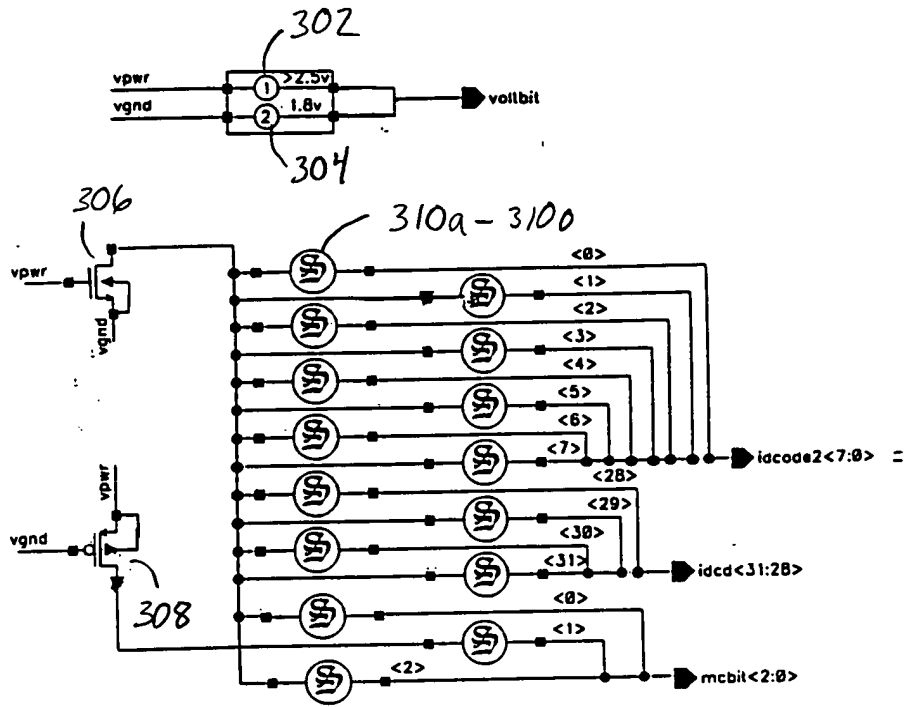 302
vpwr
>2.5v
1
voltbit
vgnd
1.8v
2
304
306
310a-310o
<0>
vpwr
<1>
<2>
vgnd
<3>
<4>
<5>
<6>
<7>
idcode2<7:0> =
<28>
vpwr
<29>
vgnd
<30>
<31>
idcd<31:28>
308
<0>
<1>
<2>
mcbit<2:0>